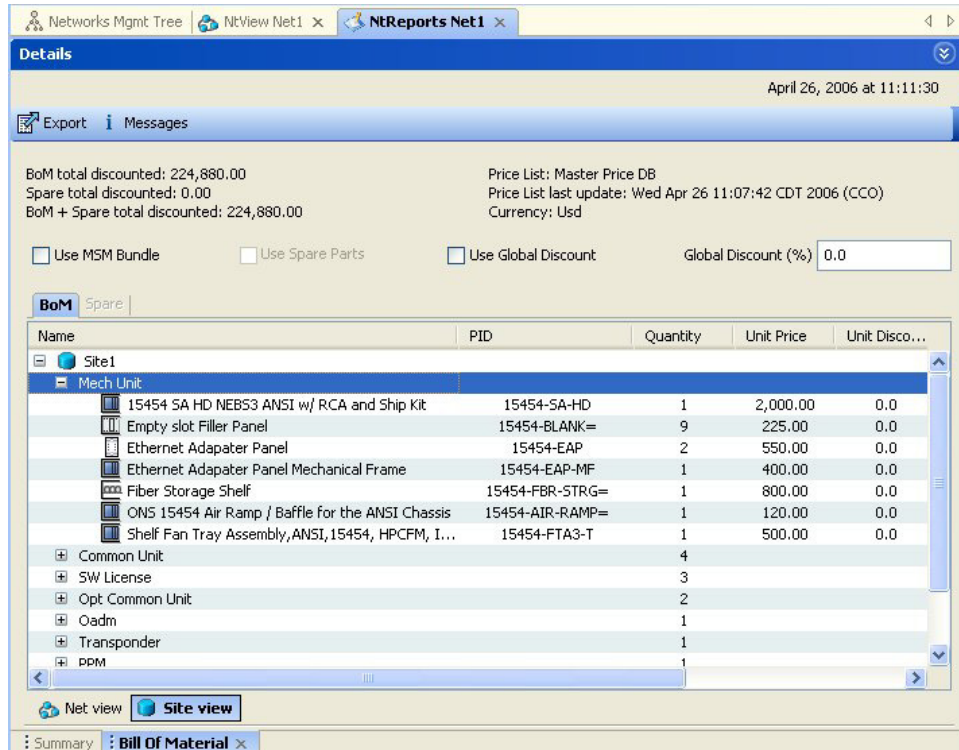 Networks Mgmt Tree NtView Net1 NtReports Net1
Details
April 26, 2006 at 11:11:30
Export Messages
BoM total discounted: 224,880.00 Price List: Master Price DB
Spare total discounted: 0.00 Price List last update: Wed Apr 26 11:07:42 CDT 2006 (CCO)
BoM + Spare total discounted: 224,880.00 Currency: Usd
Use MSM Bundle Use Spare Parts Use Global Discount Global Discount (%) 0.0
BoM Spare
Name PID Quantity Unit Price Unit Disco...
Site1
Mech Unit
15454 SA HD NEBS3 ANSI w/ RCA and Ship Kit 15454-SA-HD 1 2,000.00 0.0
Empty slot Filler Panel 15454-BLANK= 9 225.00 0.0
Ethernet Adapater Panel 15454-EAP 2 550.00 0.0
Ethernet Adapater Panel Mechanical Frame 15454-EAP-MF 1 400.00 0.0
Fiber Storage Shelf 15454-FBR-STRG= 1 800.00 0.0
ONS 15454 Air Ramp / Baffle for the ANSI Chassis 15454-AIR-RAMP= 1 120.00 0.0
Shelf Fan Tray Assembly,ANSI,15454, HPCFM, I... 15454-FTA3-T 1 500.00 0.0
Common Unit 4
SW License 3
Opt Common Unit 2
Oadm 1
Transponder 1
PPM 1
Net view Site view
Summary Bill Of Material